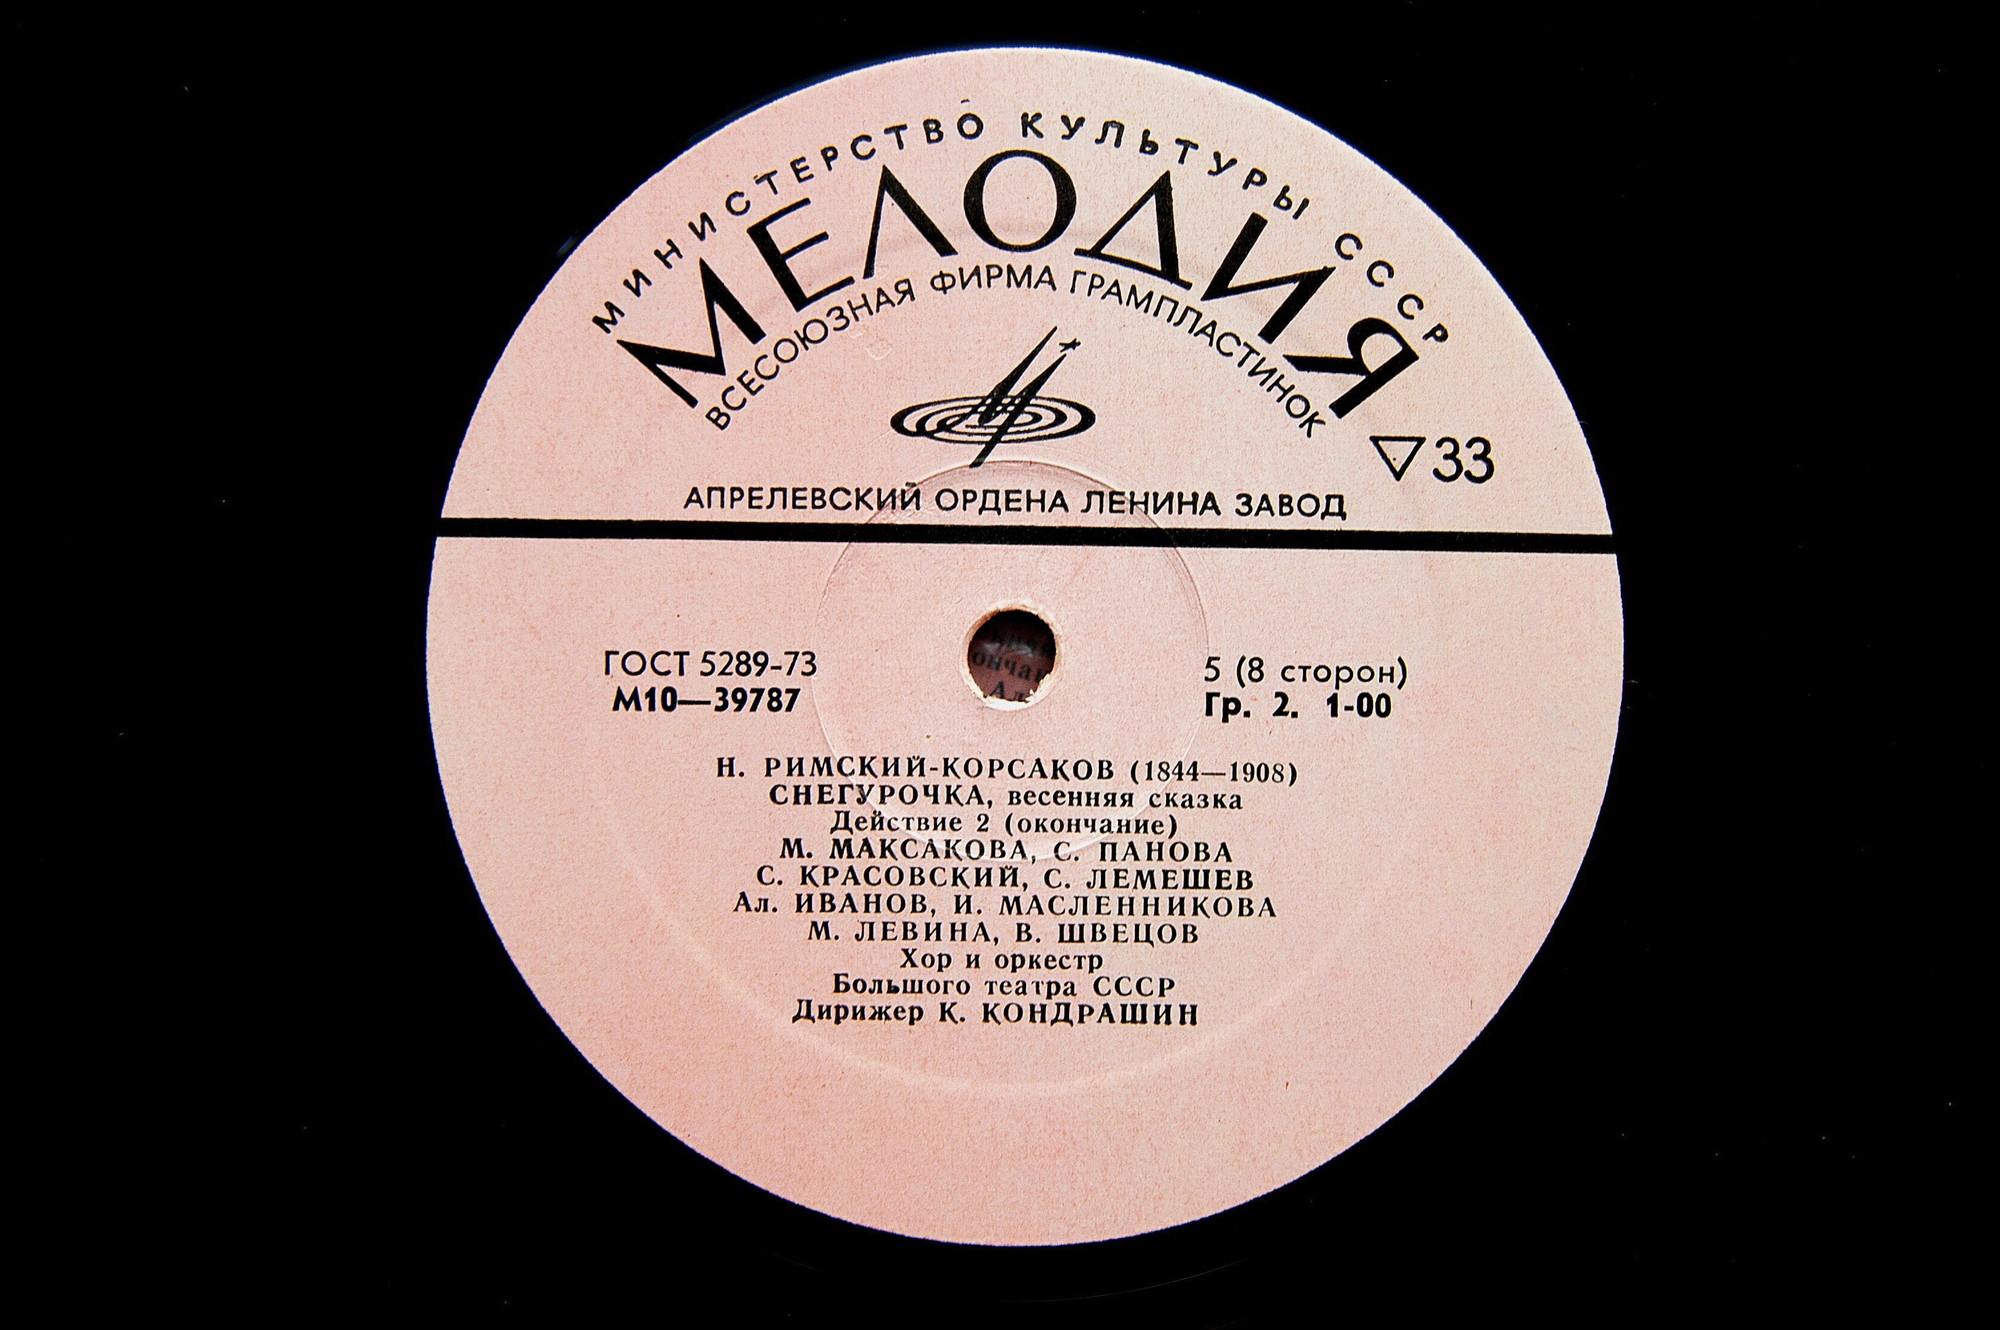 МИНИСТЕРСТВО КУЛЬТУРЫ СССР
МЕЛОДИЯ
ВСЕСОЮЗНАЯ ФИРМА ГРАМПЛАСТИНОК
33
АПРЕЛЕВСКИЙ ОРДЕНА ЛЕНИНА ЗАВОД
ГОСТ 5289-73
М10—39787
5 (8 сторон)
Гр. 2. 1-00
Н. РИМСКИЙ-КОРСАКОВ (1844—1908)
СНЕГУРОЧКА, весенняя сказка
Действие 2 (окончание)
М. МАКСАКОВА, С. ПАНОВА
С. КРАСОВСКИЙ, С. ЛЕМЕШЕВ
Ал. ИВАНОВ, И. МАСЛЕННИКОВА
М. ЛЕВИНА, В. ШВЕЦОВ
Хор и оркестр
Большого театра СССР
Дирижер К. КОНДРАШИН